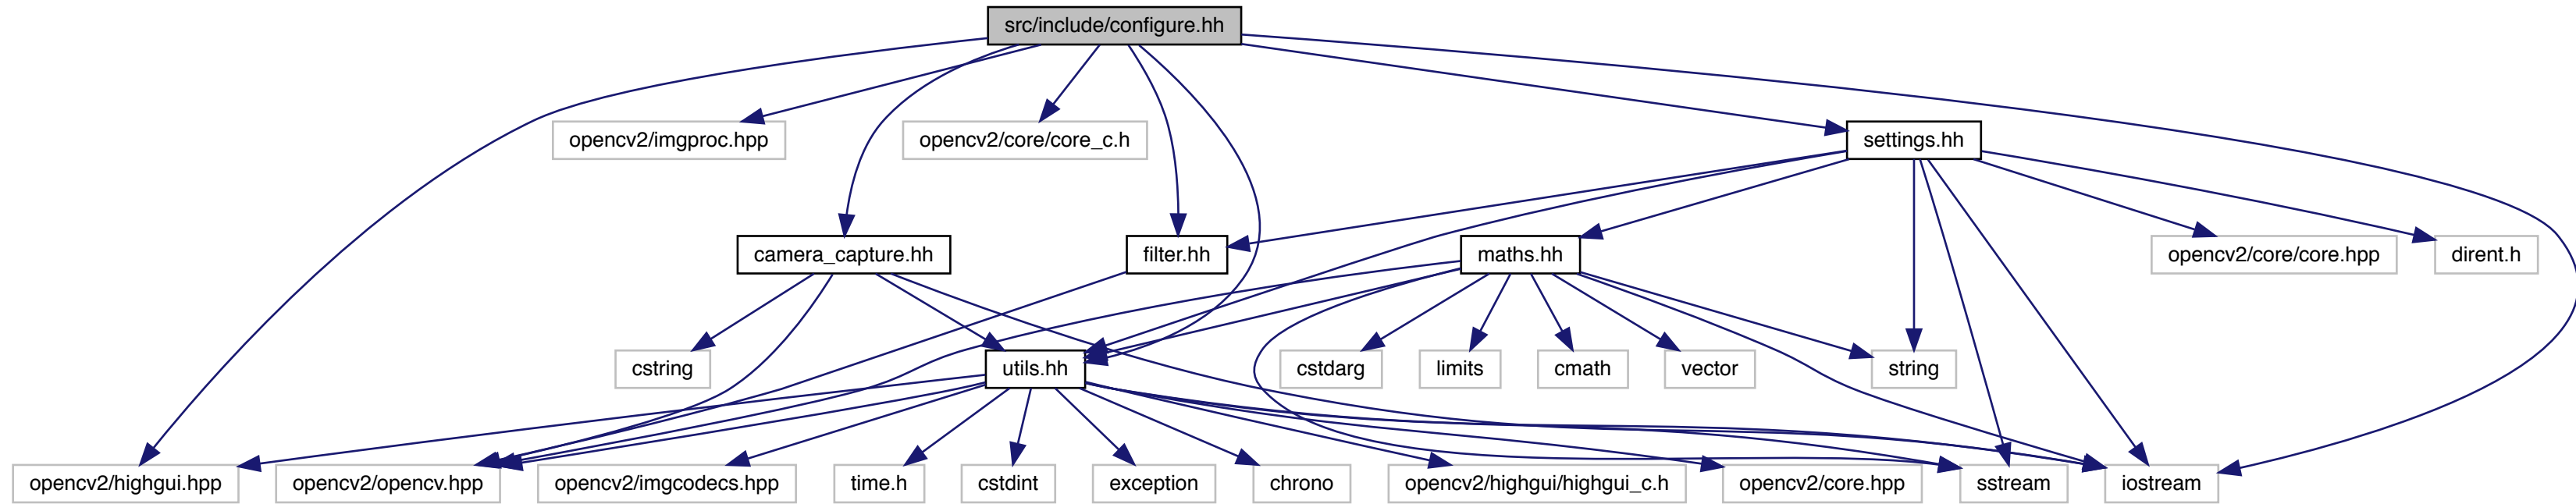 src/include/configure.hh
opencv2/imgproc.hpp
opencv2/core/core_c.h
settings.hh
camera_capture.hh
filter.hh
maths.hh
opencv2/core/core.hpp
dirent.h
cstring
utils.hh
cstdarg
limits
cmath
vector
string
opencv2/highgui.hpp
opencv2/opencv.hpp
opencv2/imgcodecs.hpp
time.h
cstdint
exception
chrono
opencv2/highgui/highgui_c.h
opencv2/core.hpp
sstream
iostream